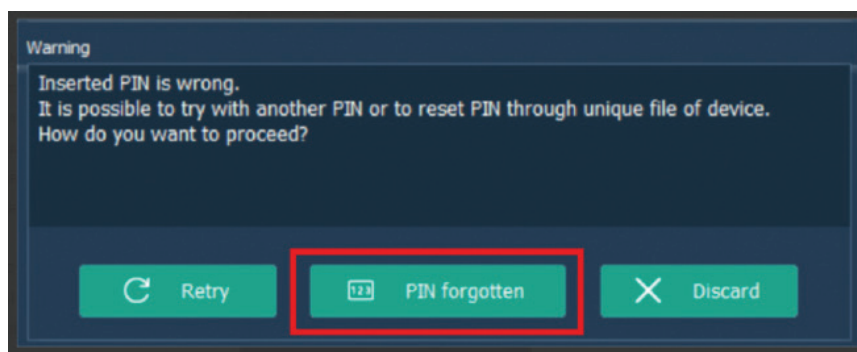 Warning
Inserted PIN is wrong.
It is possible to try with another PIN or to reset PIN through unique file of device.
How do you want to proceed?
Retry
123 PIN forgotten
Discard